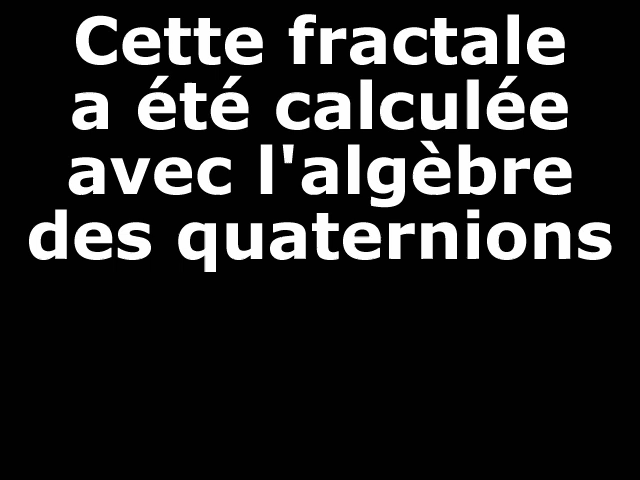 Cette fractale
a été calculée
avec l'algèbre
des quaternions